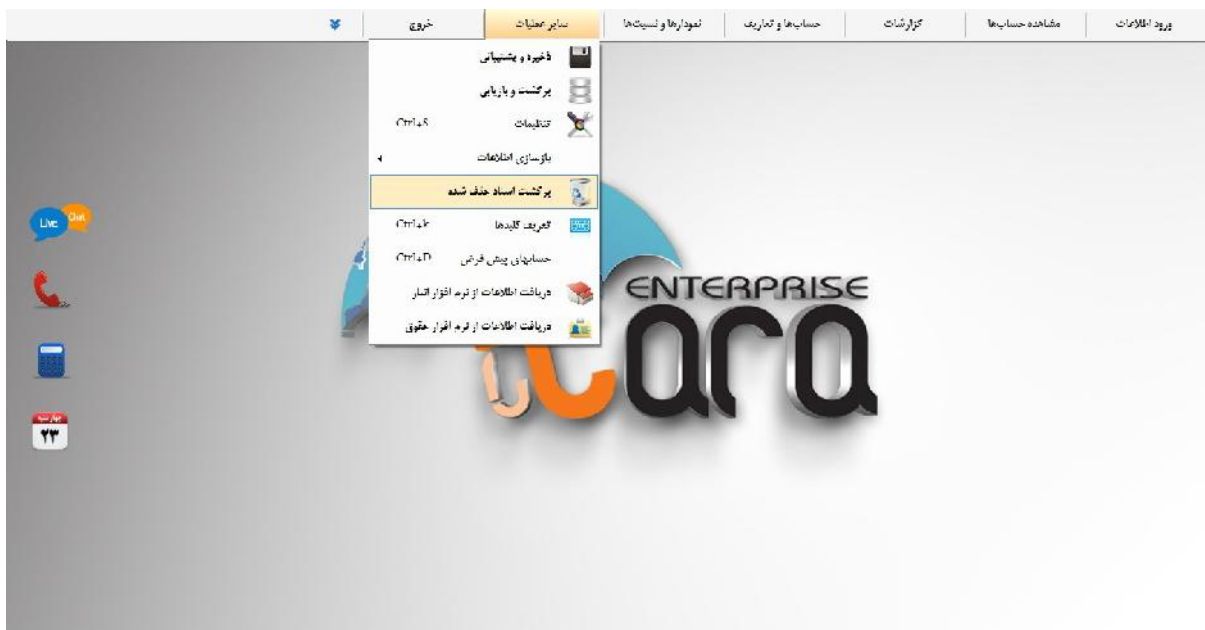 ورود اطلاعات
مشاهده حساب‌ها
گزارشات
حساب‌ها و تعاریف
نمودارها و نسبت‌ها
سایر عملیات
خروج
ذخیره و پشتیبانی
برگشت و بازیابی
تنظیمات Ctrl+S
بازسازی اطلاعات
برگشت اسناد حذف شده
تعریف کلیدها Ctrl+k
حسابهای پیش فرض Ctrl+D
دریافت اطلاعات از نرم افزار انبار
دریافت اطلاعات از نرم افزار حقوق
Live Chat
ENTERPRISE
tara
چهارشنبه
۲۳